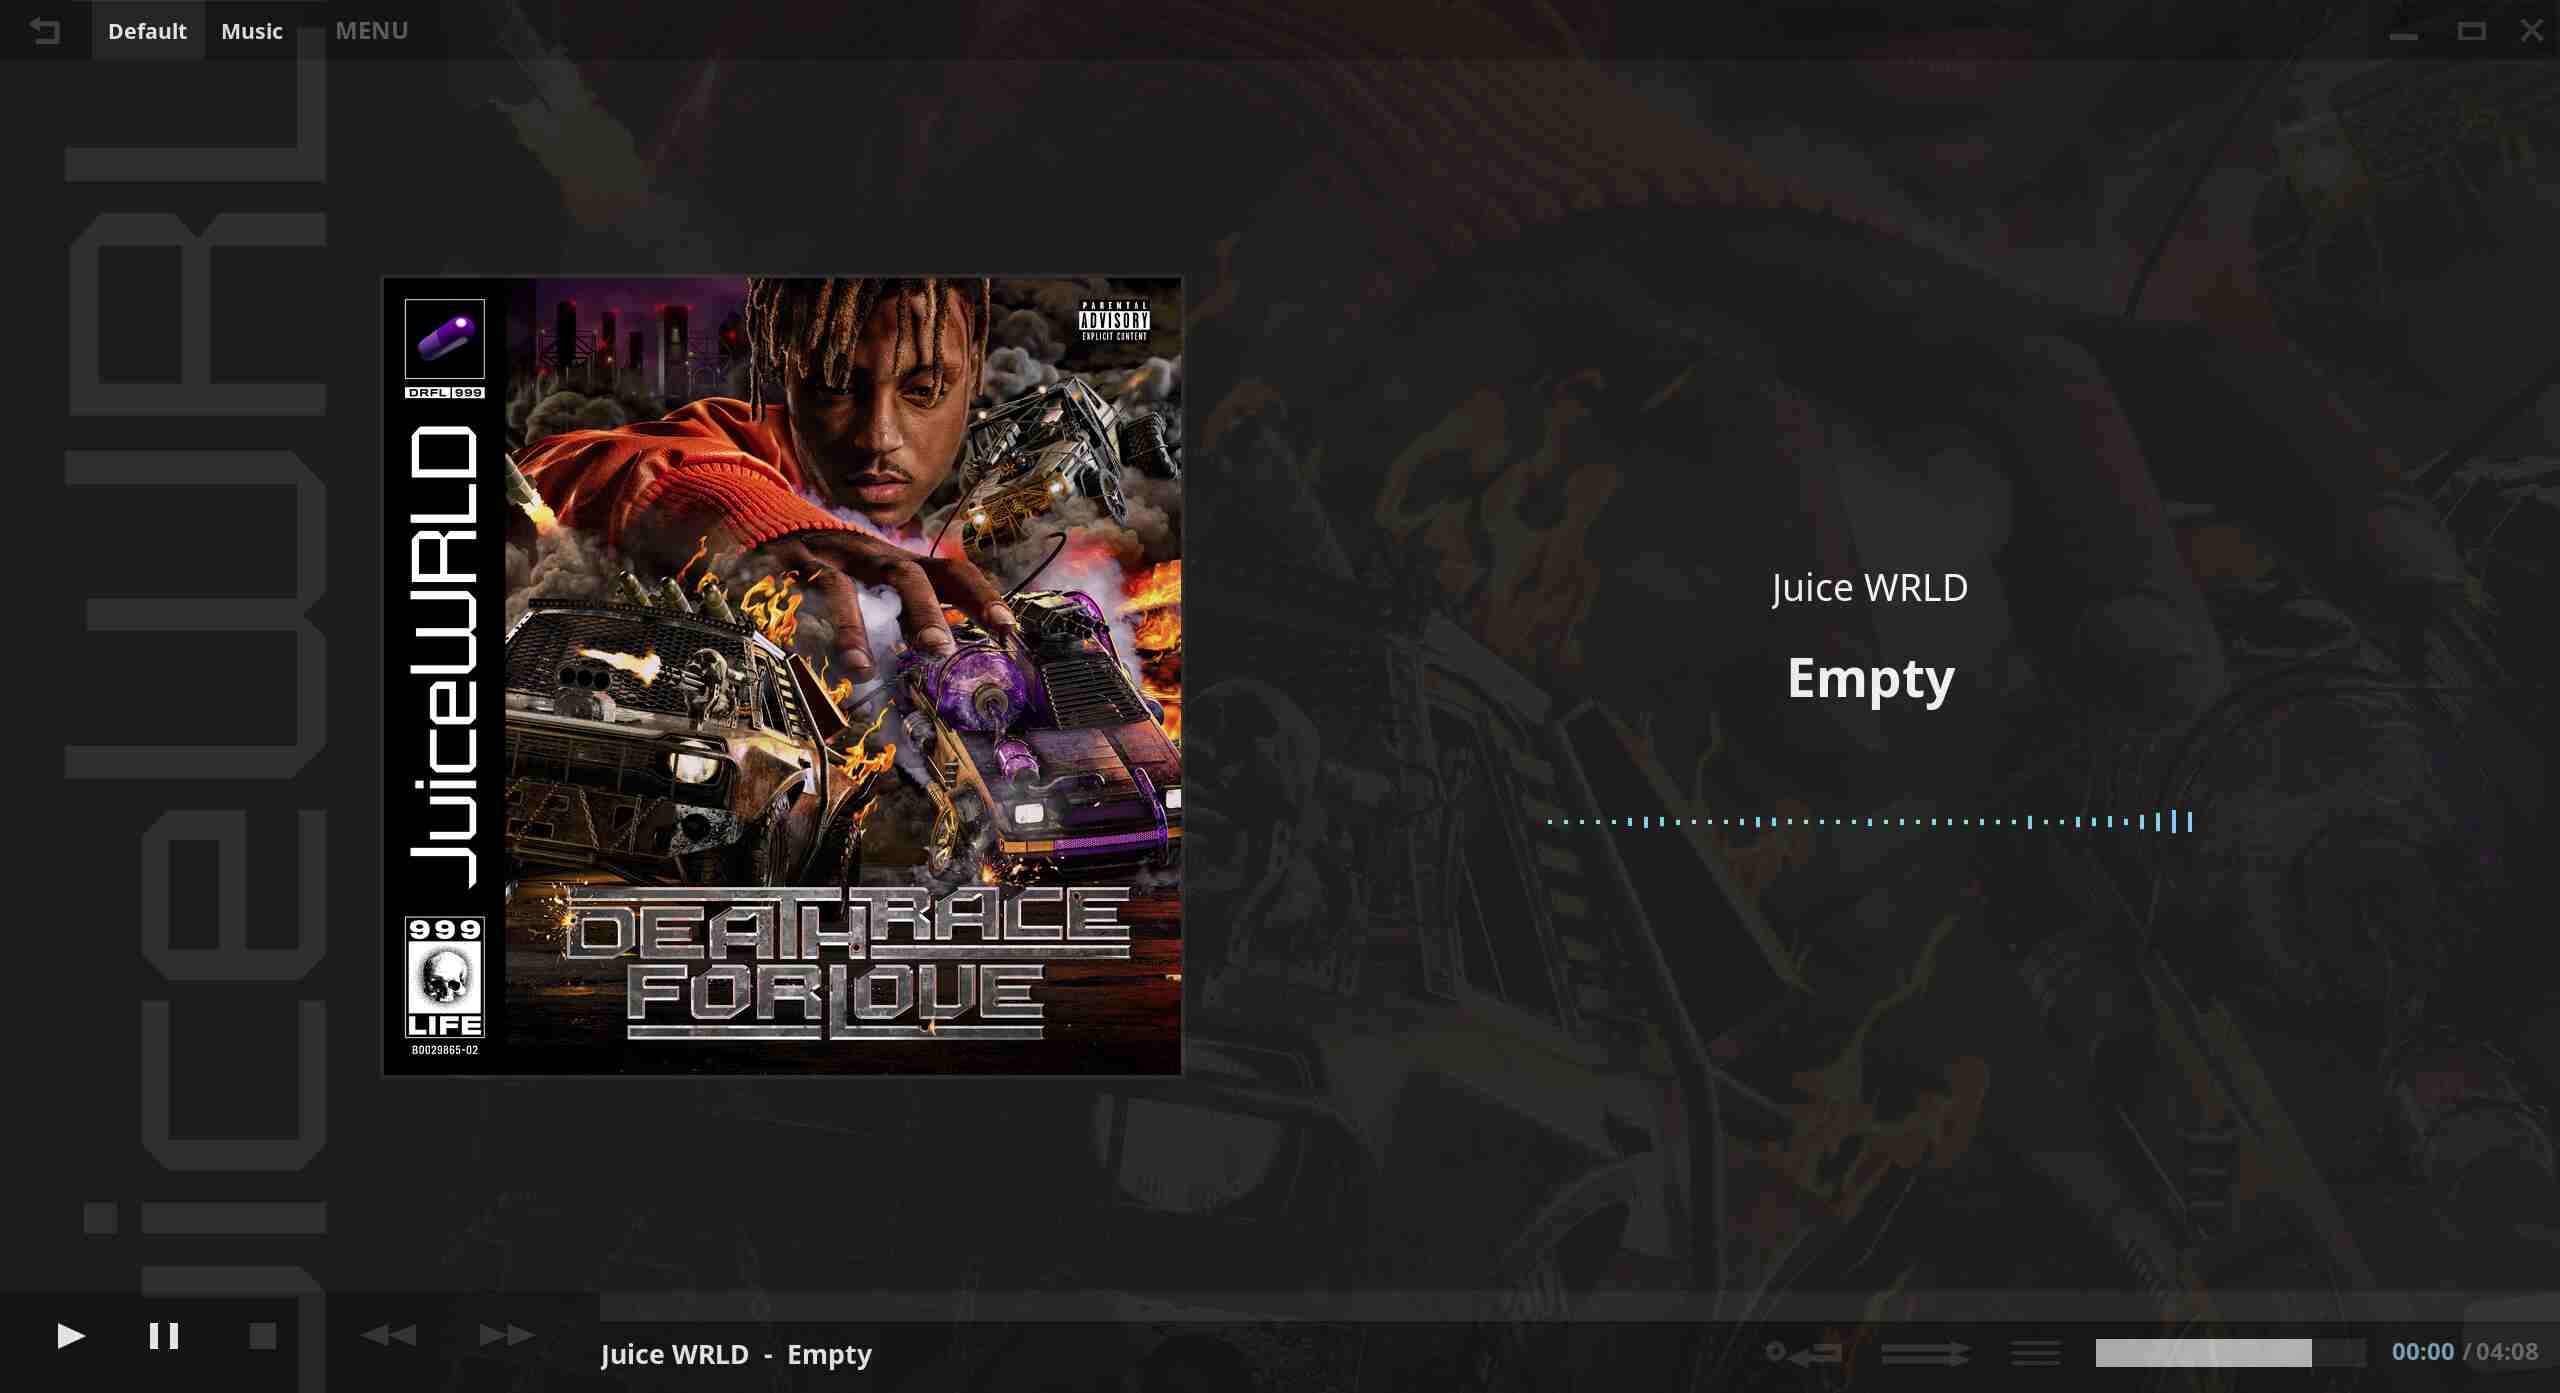 Default Music MENU
DRFL 999
JuiceWRLD
999
LIFE
B0029865-02
PARENTAL
ADVISORY
EXPLICIT CONTENT
DEATHRACE
FORLOVE
Juice WRLD
Empty
JuiceWRL
Juice WRLD - Empty
00:00 / 04:08